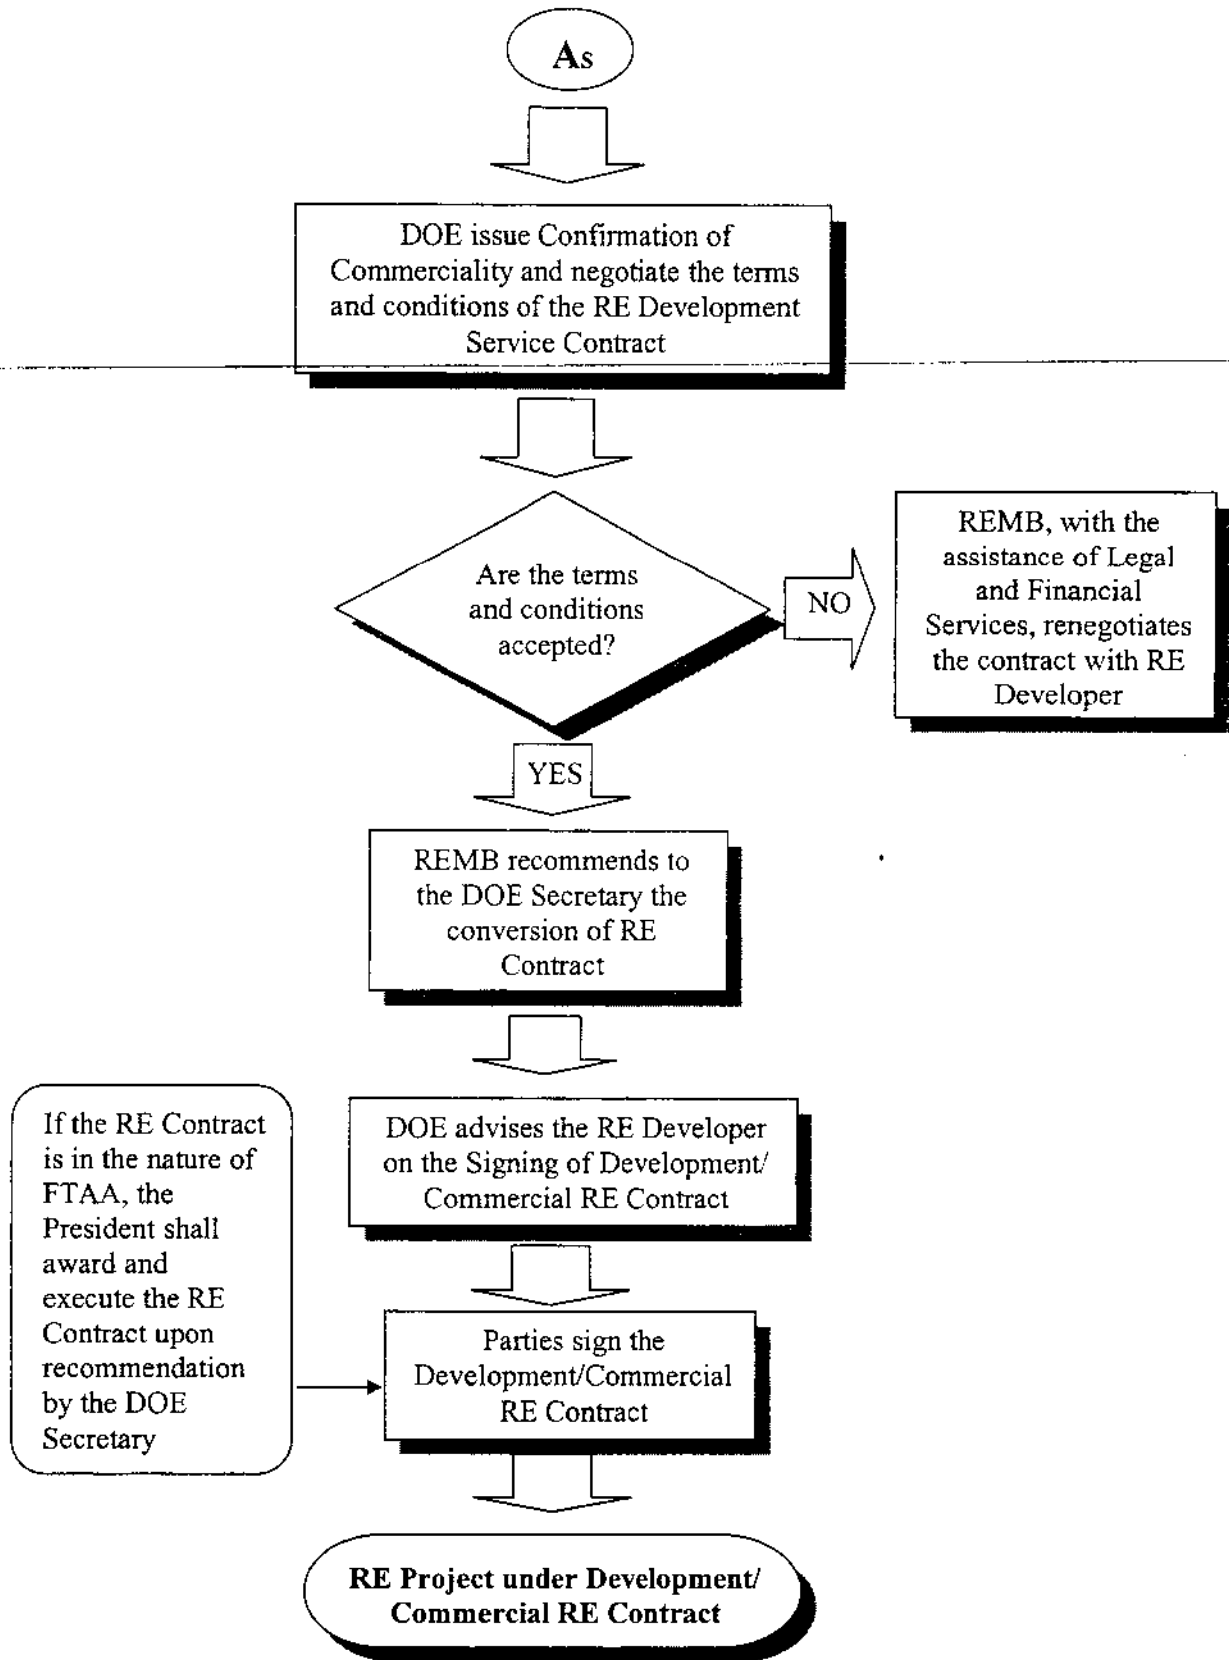 As
DOE issue Confirmation of
Commerciality and negotiate the terms
and conditions of the RE Development
Service Contract
Are the terms
and conditions
accepted?
NO
REMB, with the
assistance of Legal
and Financial
Services, renegotiates
the contract with RE
Developer
YES
REMB recommends to
the DOE Secretary the
conversion of RE
Contract
DOE advises the RE Developer
on the Signing of Development/
Commercial RE Contract
If the RE Contract
is in the nature of
FTAA, the
President shall
award and
execute the RE
Contract upon
recommendation
by the DOE
Secretary
Parties sign the
Development/Commercial
RE Contract
RE Project under Development/
Commercial RE Contract